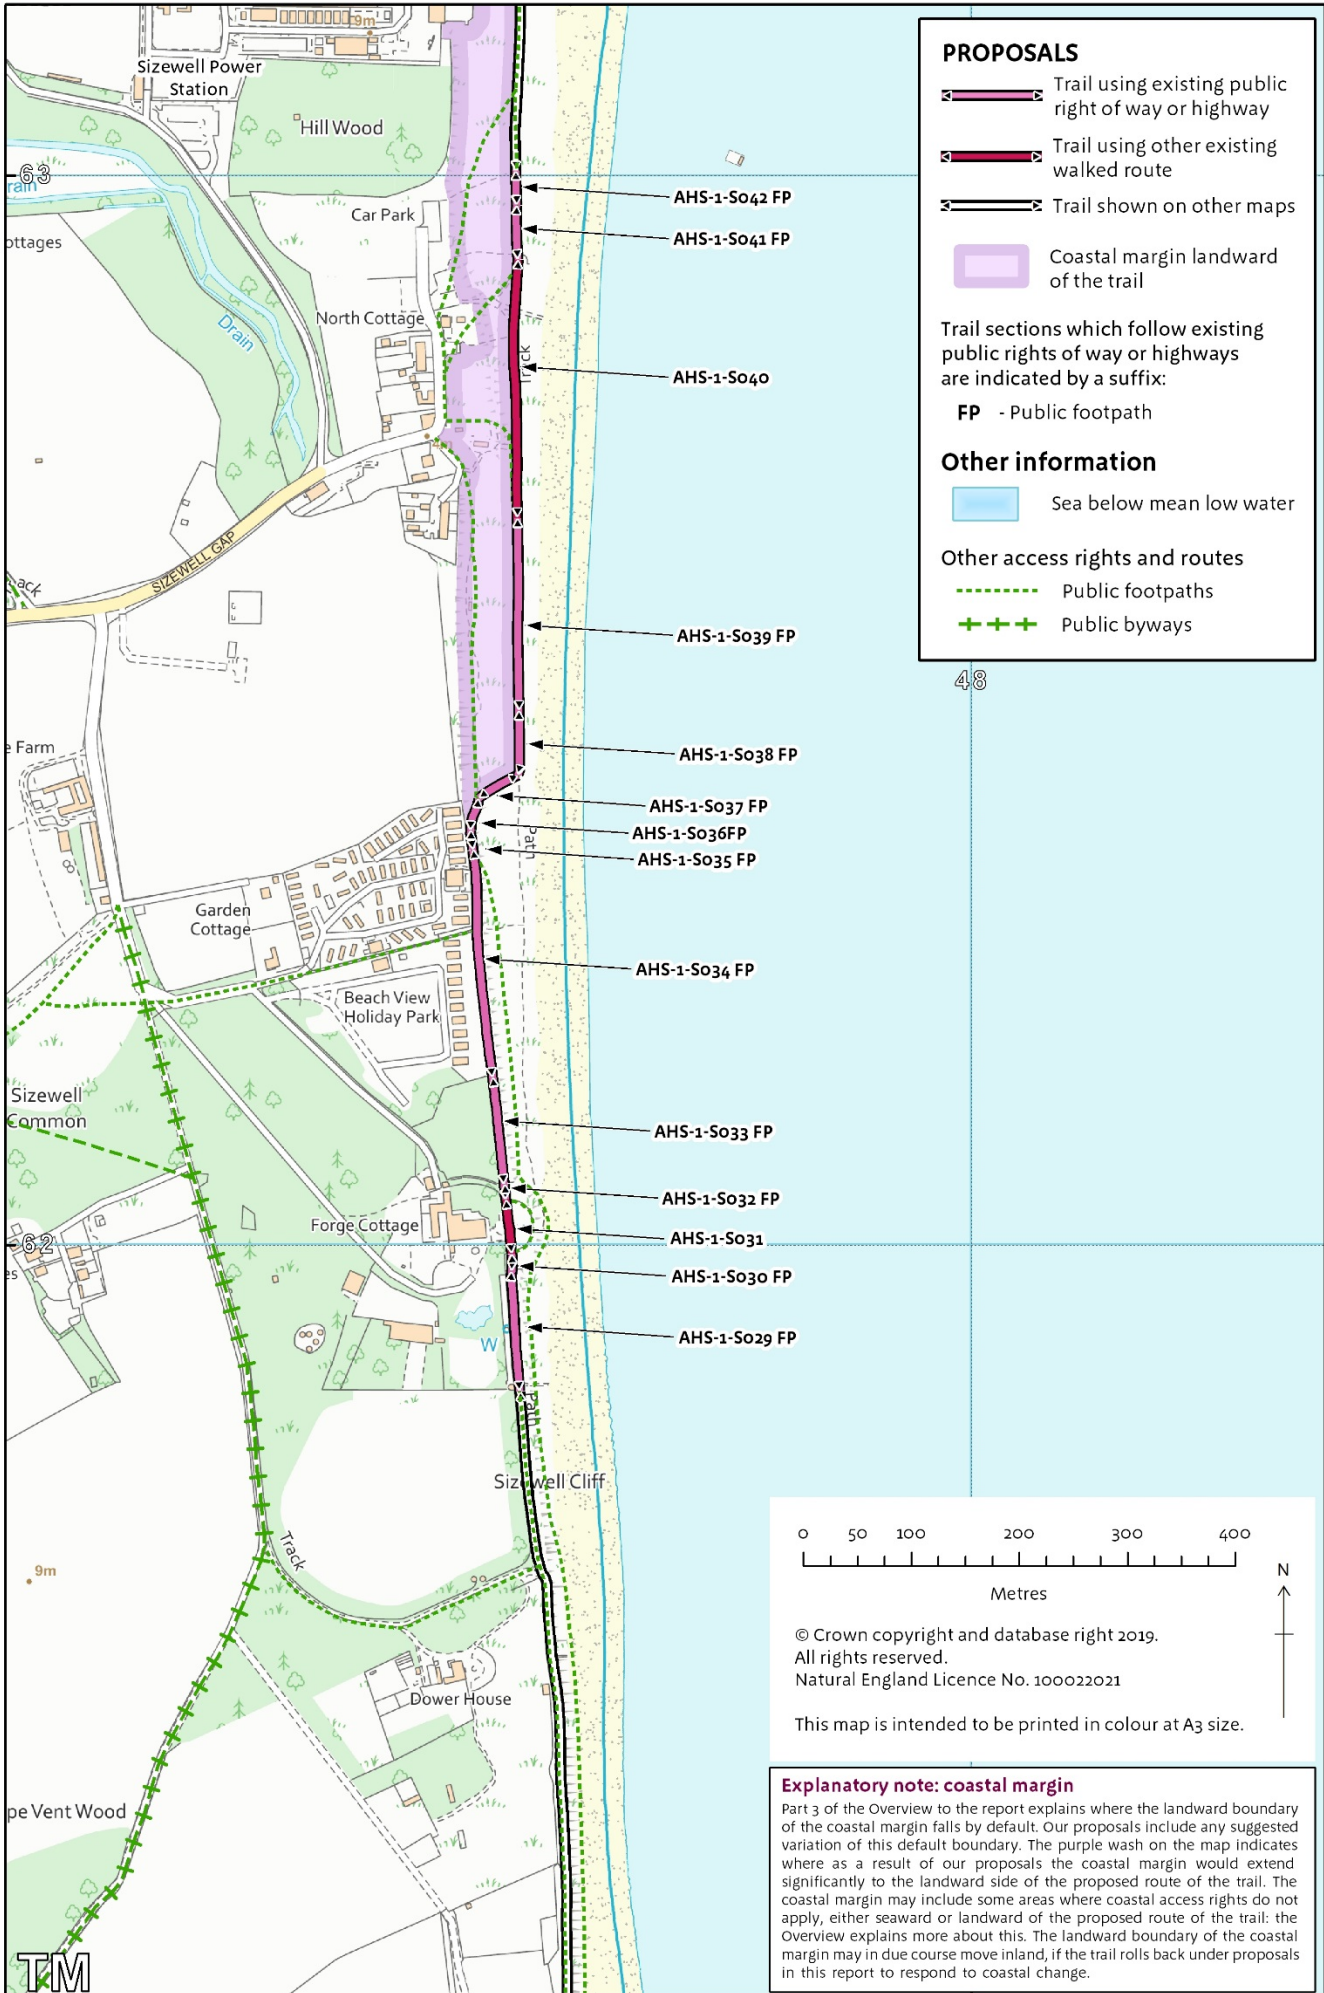 PROPOSALS
Trail using existing public
right of way or highway
Trail using other existing
walked route
Trail shown on other maps
Coastal margin landward
of the trail
Trail sections which follow existing
public rights of way or highways
are indicated by a suffix:
FP - Public footpath
Other information
Sea below mean low water
Other access rights and routes
Public footpaths
Public byways
9m
Sizewell Power
Station
Hill Wood
63
rain
Car Park
ottages
AHS-1-S042 FP
AHS-1-S041 FP
North Cottage
Drain
Track
AHS-1-S040
SIZEWELL GAP
ack
AHS-1-S039 FP
48
e Farm
AHS-1-S038 FP
AHS-1-S037 FP
AHS-1-S036FP
AHS-1-S035 FP
Path
Garden
Cottage
AHS-1-S034 FP
Beach View
Holiday Park
Sizewell
Common
AHS-1-S033 FP
AHS-1-S032 FP
Forge Cottage
AHS-1-S031
62
es
AHS-1-S030 FP
AHS-1-S029 FP
W
Path
Sizewell Cliff
Track
9m
Dower House
pe Vent Wood
TM
0 50 100 200 300 400
Metres
N
© Crown copyright and database right 2019.
All rights reserved.
Natural England Licence No. 100022021
This map is intended to be printed in colour at A3 size.
Explanatory note: coastal margin
Part 3 of the Overview to the report explains where the landward boundary
of the coastal margin falls by default. Our proposals include any suggested
variation of this default boundary. The purple wash on the map indicates
where as a result of our proposals the coastal margin would extend
significantly to the landward side of the proposed route of the trail. The
coastal margin may include some areas where coastal access rights do not
apply, either seaward or landward of the proposed route of the trail: the
Overview explains more about this. The landward boundary of the coastal
margin may in due course move inland, if the trail rolls back under proposals
in this report to respond to coastal change.